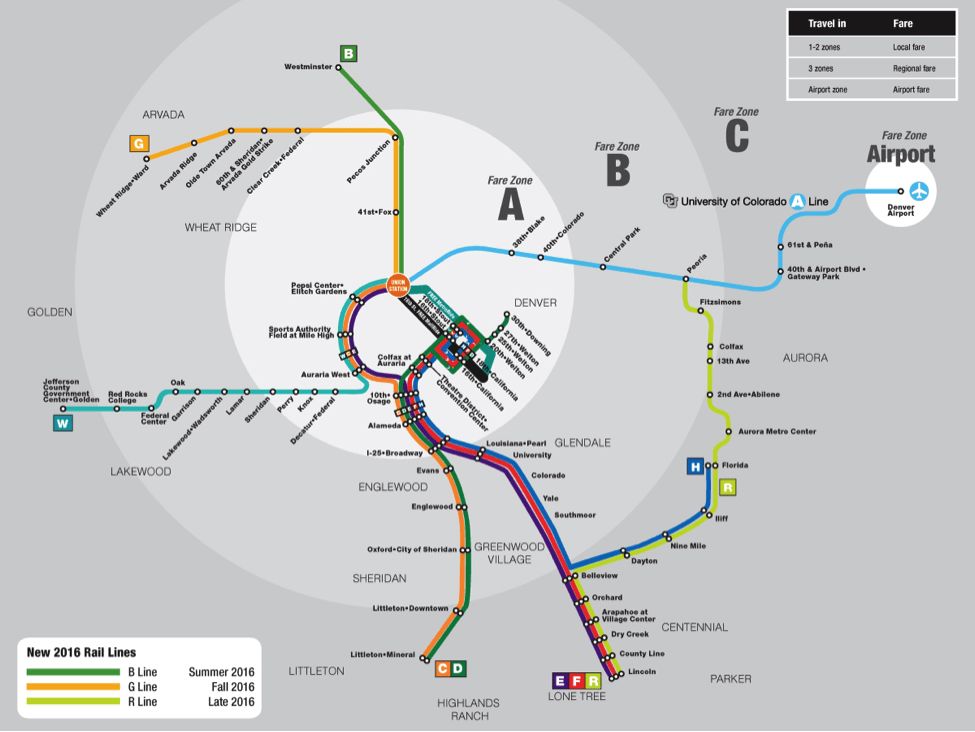 Travel in Fare
1-2 zones Local fare
3 zones Regional fare
Airport zone Airport fare
B
Westminster
ARVADA
G
Wheat Ridge•Ward
Arvada Ridge
Olde Town Arvada
60th & Sheridan•
Arvada Gold Strike
Clear Creek•Federal
Pecos Junction
41st•Fox
WHEAT RIDGE
Fare Zone
A
Fare Zone
B
Fare Zone
C
Fare Zone
Airport
University of Colorado A Line
Denver
Airport
38th•Blake
40th•Colorado
Central Park
Peoria
61st & Peña
40th & Airport Blvd •
Gateway Park
UNION
STATION
Pepsi Center•
Elitch Gardens
Sports Authority
Field at Mile High
Auraria West
GOLDEN
DENVER
30th•Downing
27th•Welton
25th•Welton
20th•Welton
18th•California
16th•California
Theatre District•
Convention Center
Colfax at
Auraria
10th•
Osage
Alameda
I-25•Broadway
Jefferson
County
Government
Center•Golden
W
Red Rocks
College
Federal
Center
Oak
Garrison
Lakewood•Wadsworth
Lamar
Sheridan
Perry
Knox
Decatur•Federal
LAKEWOOD
Fitzsimons
Colfax
13th Ave
AURORA
2nd Ave•Abilene
Aurora Metro Center
H
Florida
R
Iliff
Nine Mile
Dayton
Louisiana•Pearl
University
GLENDALE
Colorado
Yale
Southmoor
Evans
ENGLEWOOD
Englewood
Oxford•City of Sheridan
GREENWOOD
VILLAGE
SHERIDAN
Littleton•Downtown
Littleton•Mineral
C D
LITTLETON
HIGHLANDS
RANCH
Belleview
Orchard
Arapahoe at
Village Center
Dry Creek
County Line
Lincoln
CENTENNIAL
PARKER
E F R
LONE TREE
New 2016 Rail Lines
B Line Summer 2016
G Line Fall 2016
R Line Late 2016